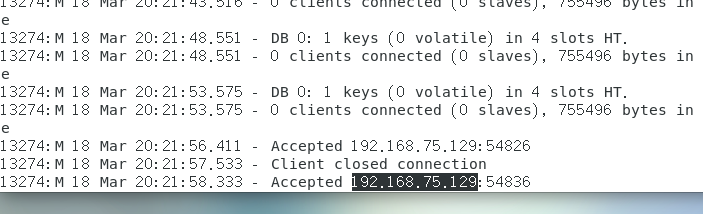 13274:M 18 Mar 20:21:43.516 - 0 clients connected (0 slaves), 755496 bytes in
e
13274:M 18 Mar 20:21:48.551 - DB 0: 1 keys (0 volatile) in 4 slots HT.
13274:M 18 Mar 20:21:48.551 - 0 clients connected (0 slaves), 755496 bytes in
e
13274:M 18 Mar 20:21:53.575 - DB 0: 1 keys (0 volatile) in 4 slots HT.
13274:M 18 Mar 20:21:53.575 - 0 clients connected (0 slaves), 755496 bytes in
e
13274:M 18 Mar 20:21:56.411 - Accepted 192.168.75.129:54826
13274:M 18 Mar 20:21:57.533 - Client closed connection
13274:M 18 Mar 20:21:58.333 - Accepted 192.168.75.129:54836